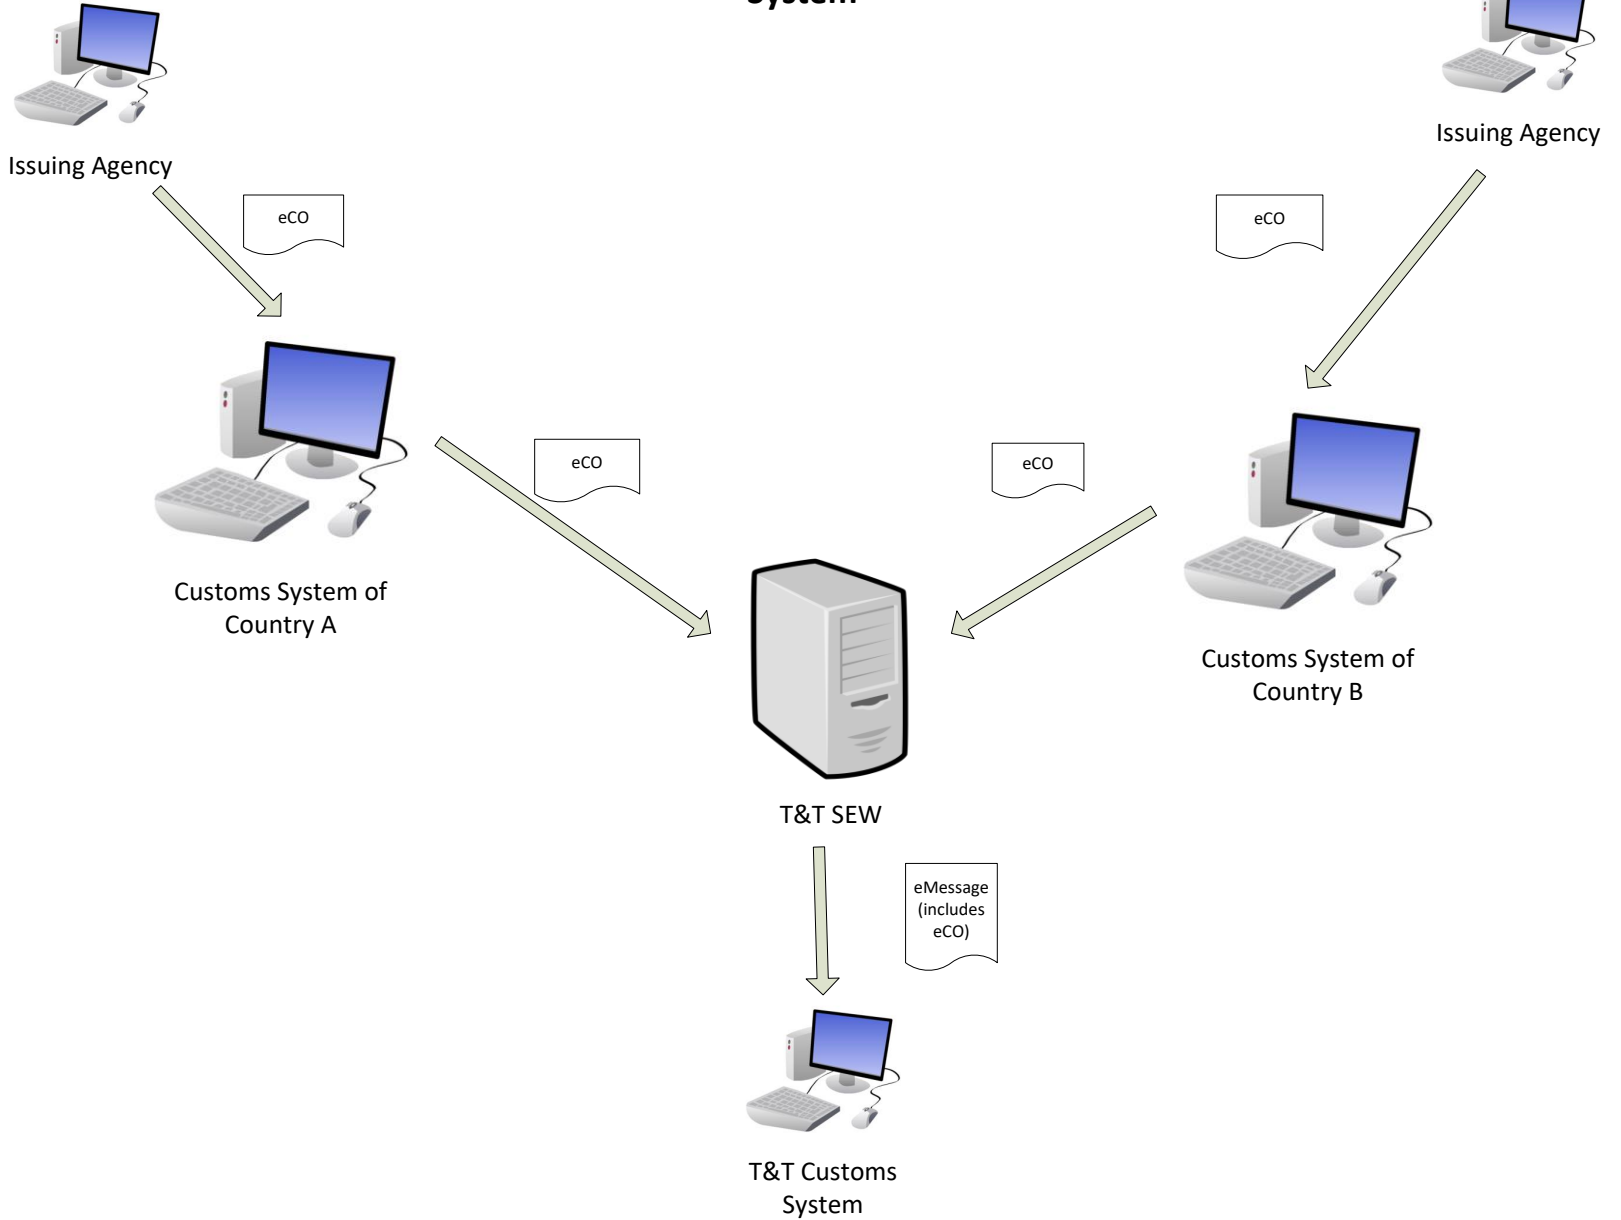 System
Issuing Agency
Issuing Agency
eCO
eCO
eCO
eCO
Customs System of
Country A
Customs System of
Country B
T&T SEW
eMessage
(includes
eCO)
T&T Customs
System